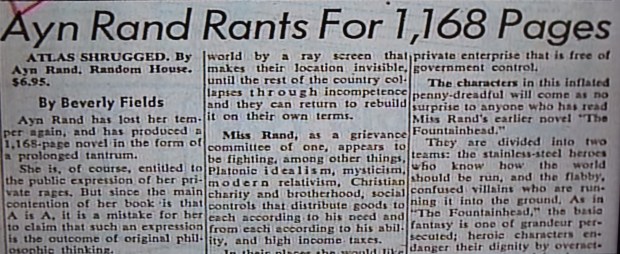 Ayn Rand Rants For 1,168 Pages
ATLAS SHRUGGED. By
Ayn Rand. Random House.
$6.95.
By Beverly Fields
Ayn Rand has lost her tem-
per again, and has produced a
1,168-page novel in the form of
a prolonged tantrum.
She is, of course, entitled to
the public expression of her pri-
vate rages. But since the main
contention of her book is that
A is A, it is a mistake for her
to claim that such an expression
is the outcome of original phil-
osophic thinking.
world by a ray screen that
makes their location invisible,
until the rest of the country col-
lapses through incompetence
and they can return to rebuild
it on their own terms.
Miss Rand, as a grievance
committee of one, appears to
be fighting, among other things,
Platonic idealism, mysticism,
modern relativism, Christian
charity and brotherhood, social
controls that distribute goods to
each according to his need and
from each according to his abil-
ity, and high income taxes.
In their places she would like
private enterprise that is free of
government control.
The characters in this inflated
penny-dreadful will come as no
surprise to anyone who has read
Miss Rand's earlier novel "The
Fountainhead."
They are divided into two
teams: the stainless-steel heroes
who know how the world
should be run, and the flabby,
confused villains who are run-
ning it into the ground. As in
"The Fountainhead," the basic
fantasy is one of grandeur per-
secuted; heroic characters en-
danger their dignity by overact-